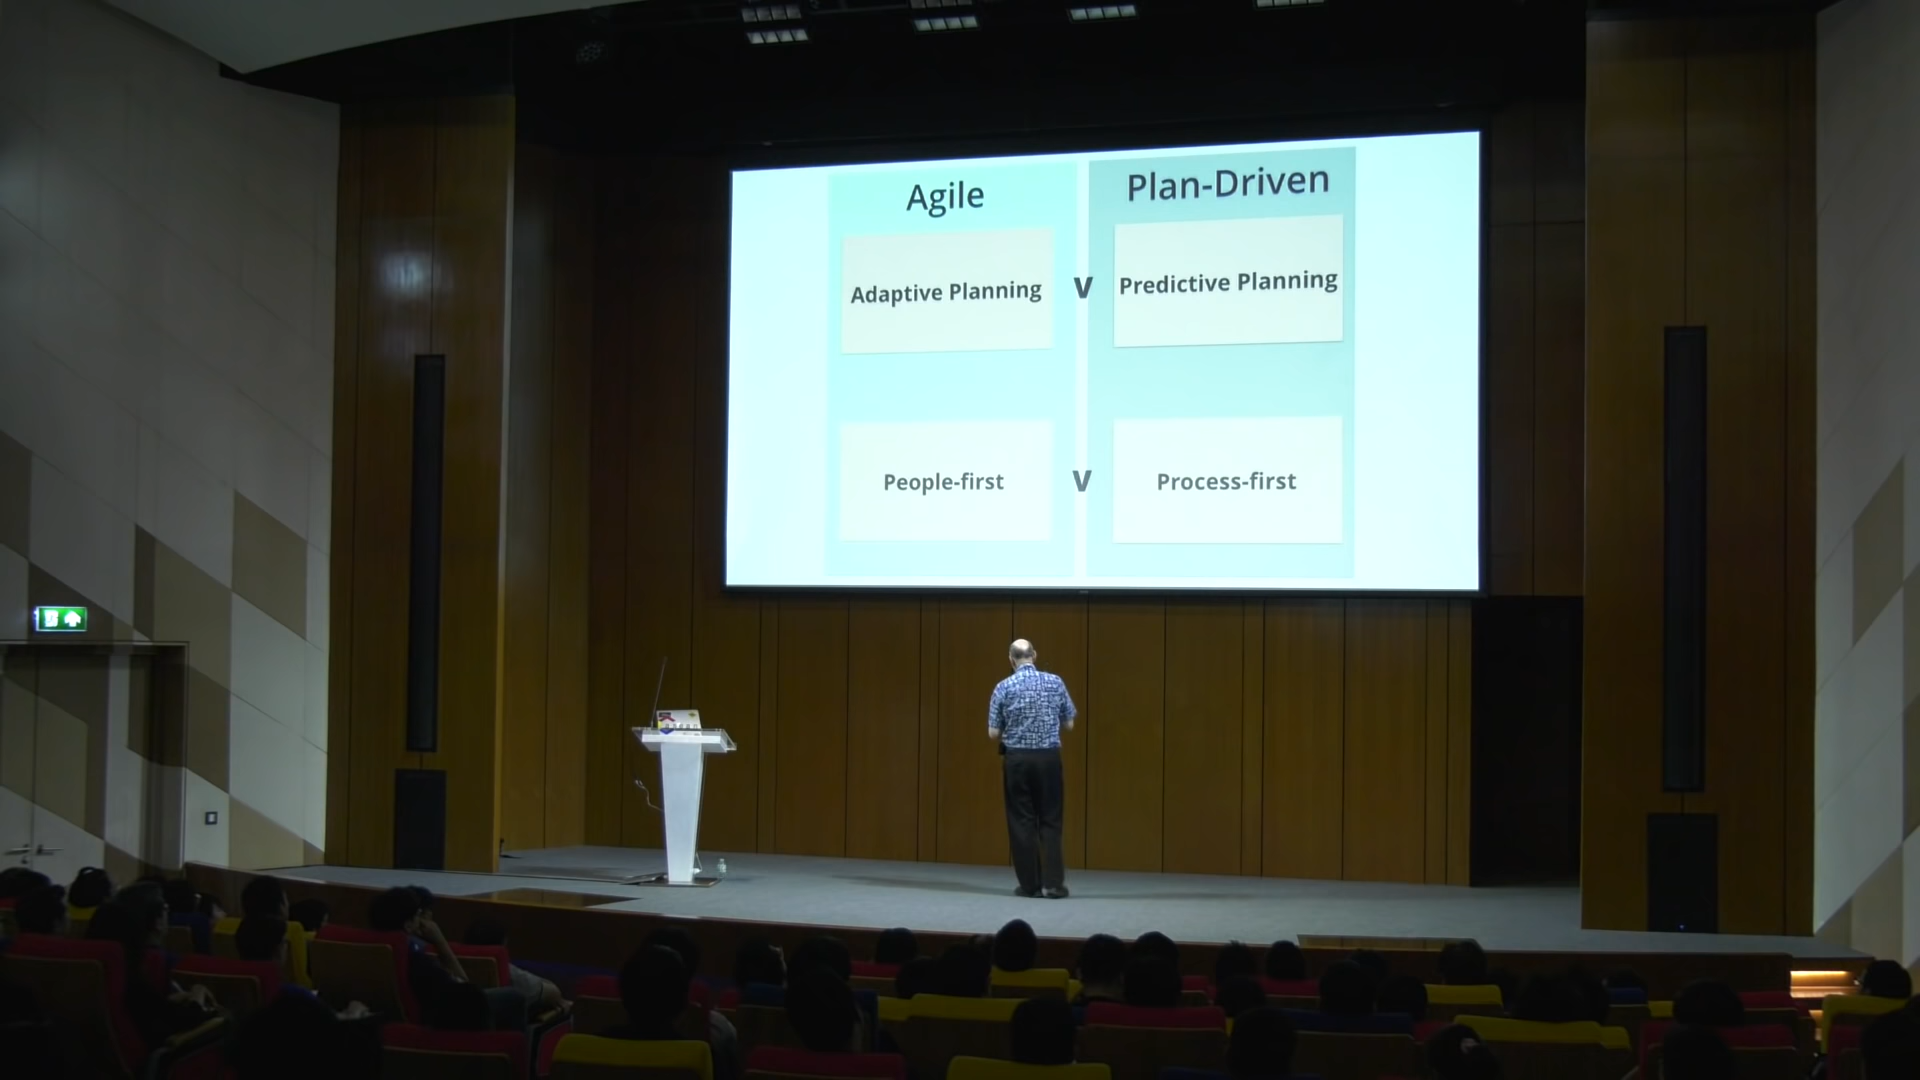 Agile
Plan-Driven
Adaptive Planning
v
Predictive Planning
People-first
v
Process-first